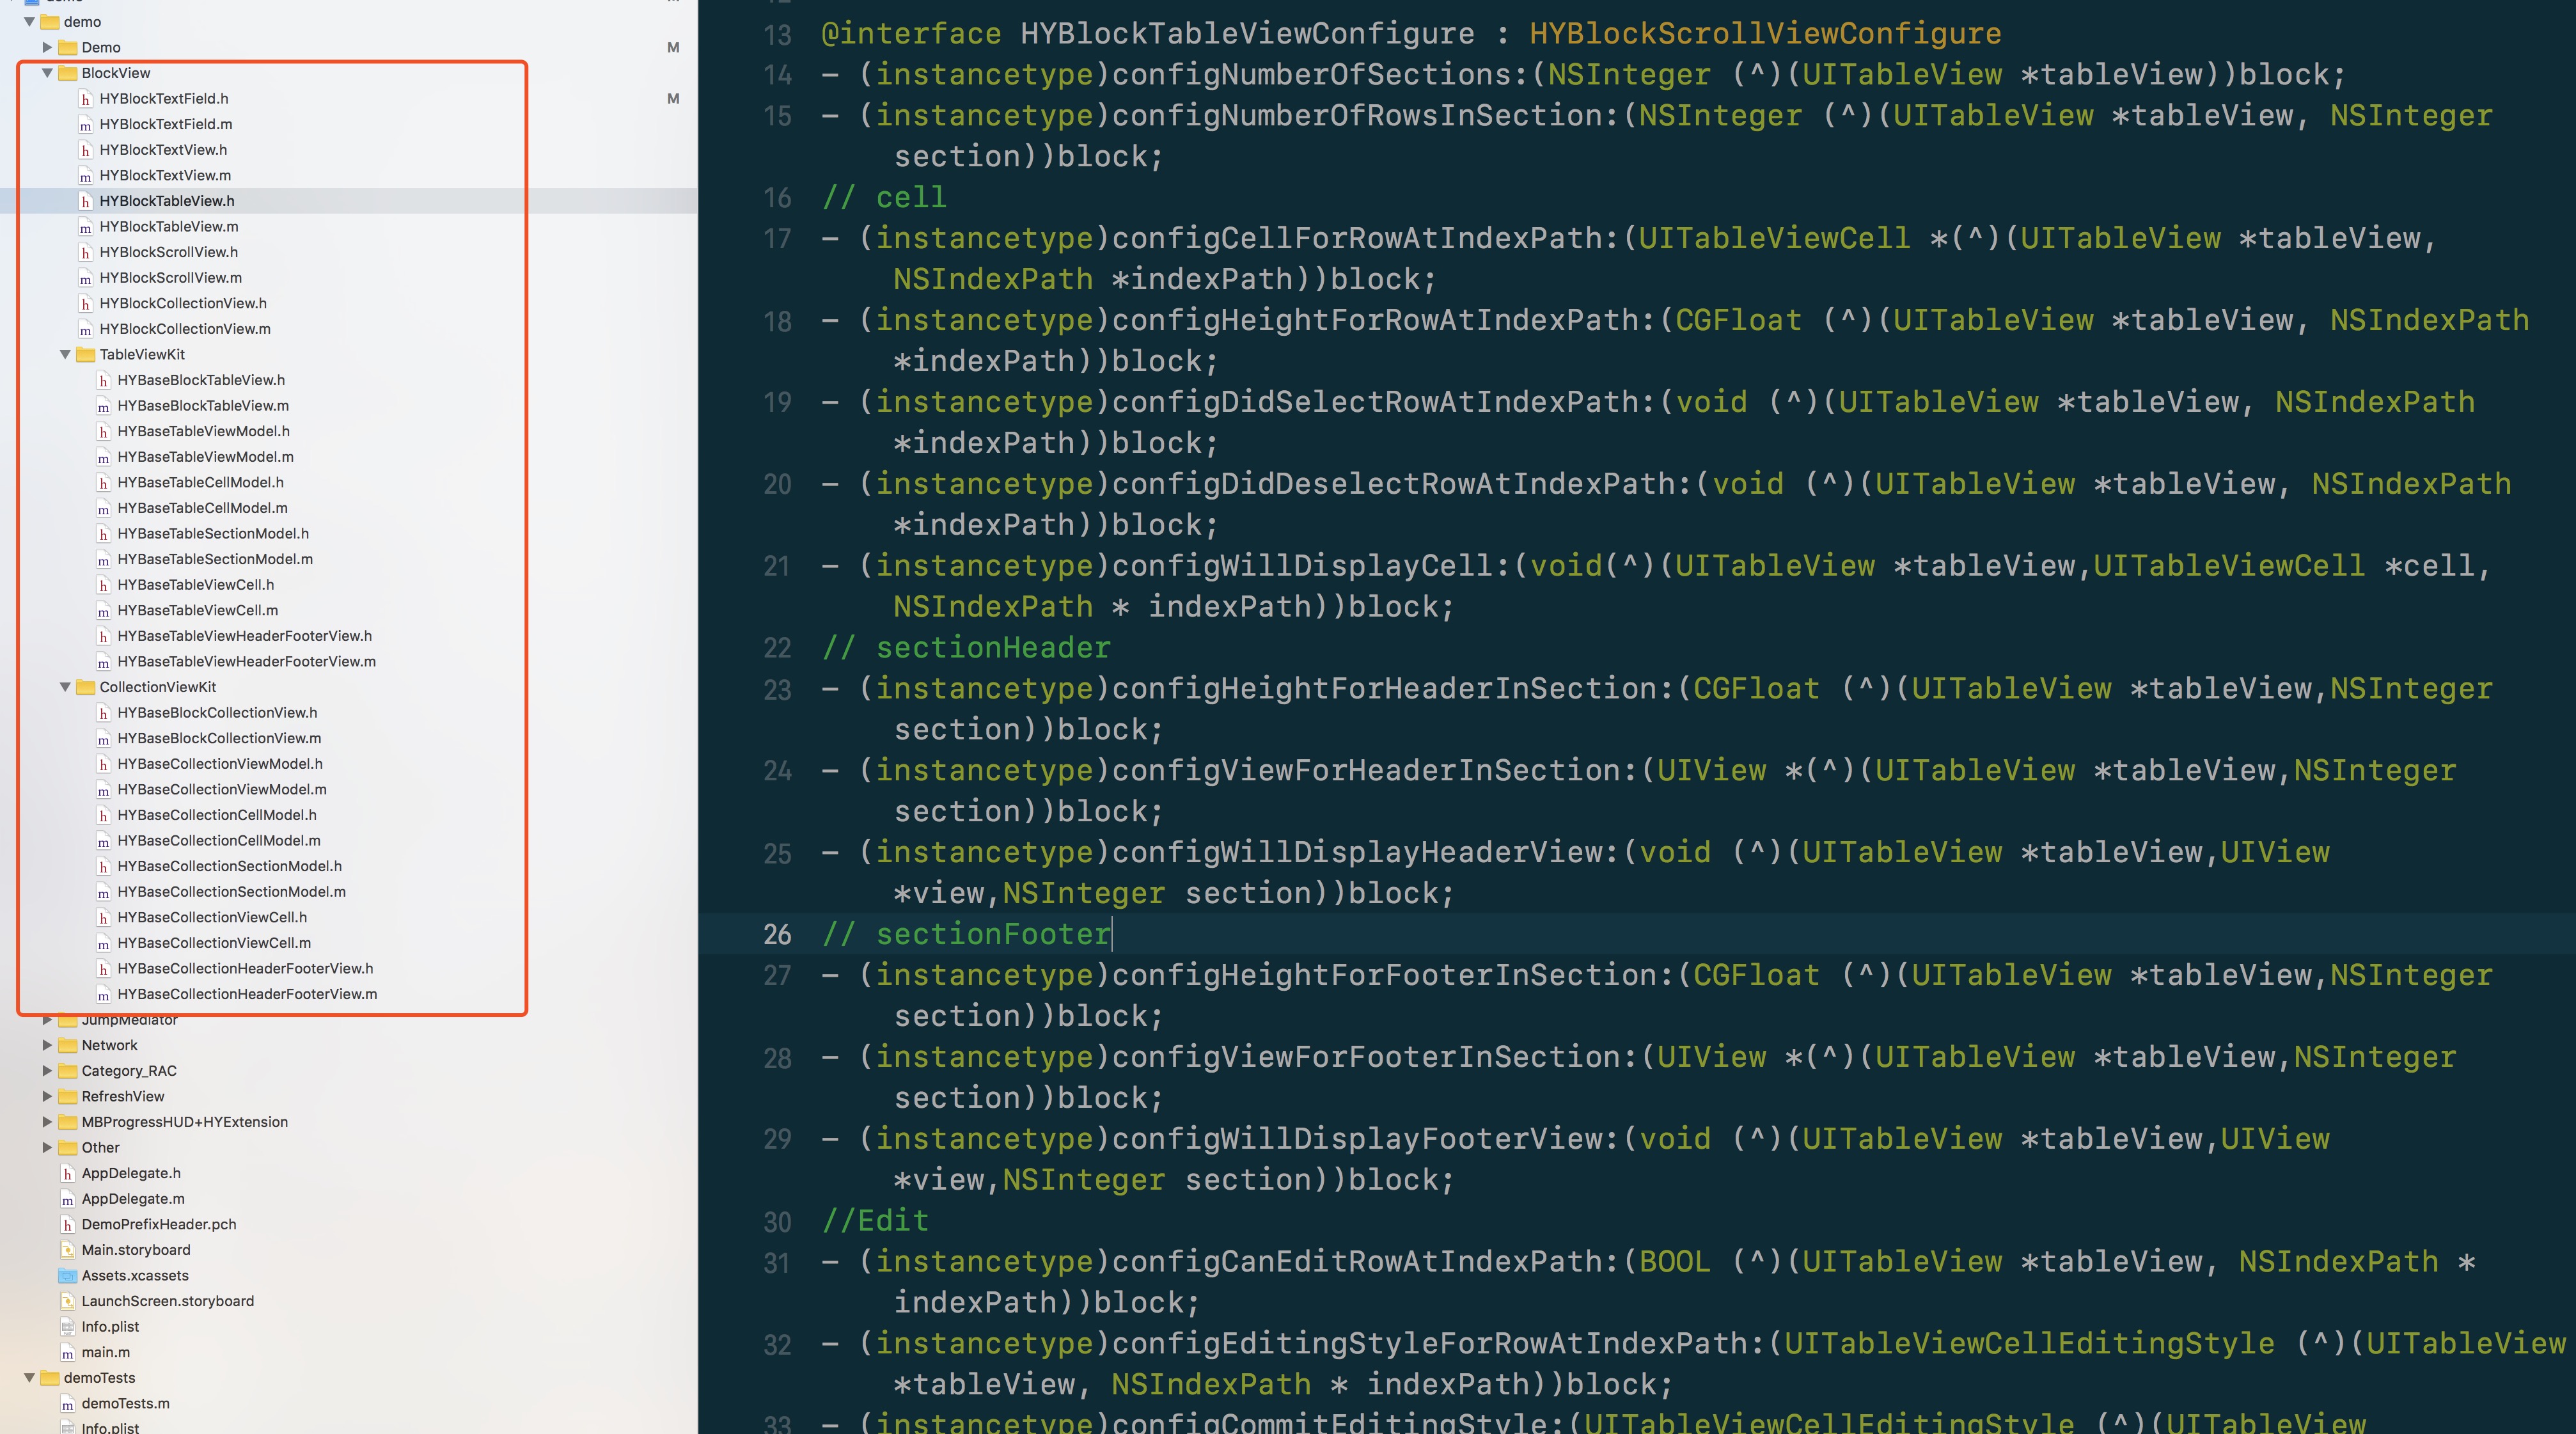 demo
M
demo
Demo
M
BlockView
HYBlockTextField.h
M
HYBlockTextField.m
HYBlockTextView.h
HYBlockTextView.m
HYBlockTableView.h
HYBlockTableView.m
HYBlockScrollView.h
HYBlockScrollView.m
HYBlockCollectionView.h
HYBlockCollectionView.m
TableViewKit
HYBaseBlockTableView.h
HYBaseBlockTableView.m
HYBaseTableViewModel.h
HYBaseTableViewModel.m
HYBaseTableCellModel.h
HYBaseTableCellModel.m
HYBaseTableSectionModel.h
HYBaseTableSectionModel.m
HYBaseTableViewCell.h
HYBaseTableViewCell.m
HYBaseTableViewHeaderFooterView.h
HYBaseTableViewHeaderFooterView.m
CollectionViewKit
HYBaseBlockCollectionView.h
HYBaseBlockCollectionView.m
HYBaseCollectionViewModel.h
HYBaseCollectionViewModel.m
HYBaseCollectionCellModel.h
HYBaseCollectionCellModel.m
HYBaseCollectionSectionModel.h
HYBaseCollectionSectionModel.m
HYBaseCollectionViewCell.h
HYBaseCollectionViewCell.m
HYBaseCollectionHeaderFooterView.h
HYBaseCollectionHeaderFooterView.m
JumpMediator
Network
Category_RAC
RefreshView
MBProgressHUD+HYExtension
Other
AppDelegate.h
AppDelegate.m
DemoPrefixHeader.pch
Main.storyboard
Assets.xcassets
LaunchScreen.storyboard
Info.plist
main.m
demoTests
demoTests.m
Info.plist
13 @interface HYBlockTableViewConfigure : HYBlockScrollViewConfigure
14 - (instancetype)configNumberOfSections:(NSInteger (^)(UITableView *tableView))block;
15 - (instancetype)configNumberOfRowsInSection:(NSInteger (^)(UITableView *tableView, NSInteger
section))block;
16 // cell
17 - (instancetype)configCellForRowAtIndexPath:(UITableViewCell *(^)(UITableView *tableView,
NSIndexPath *indexPath))block;
18 - (instancetype)configHeightForRowAtIndexPath:(CGFloat (^)(UITableView *tableView, NSIndexPath
*indexPath))block;
19 - (instancetype)configDidSelectRowAtIndexPath:(void (^)(UITableView *tableView, NSIndexPath
*indexPath))block;
20 - (instancetype)configDidDeselectRowAtIndexPath:(void (^)(UITableView *tableView, NSIndexPath
*indexPath))block;
21 - (instancetype)configWillDisplayCell:(void(^)(UITableView *tableView,UITableViewCell *cell,
NSIndexPath * indexPath))block;
22 // sectionHeader
23 - (instancetype)configHeightForHeaderInSection:(CGFloat (^)(UITableView *tableView,NSInteger
section))block;
24 - (instancetype)configViewForHeaderInSection:(UIView *(^)(UITableView *tableView,NSInteger
section))block;
25 - (instancetype)configWillDisplayHeaderView:(void (^)(UITableView *tableView,UIView
*view,NSInteger section))block;
26 // sectionFooter
27 - (instancetype)configHeightForFooterInSection:(CGFloat (^)(UITableView *tableView,NSInteger
section))block;
28 - (instancetype)configViewForFooterInSection:(UIView *(^)(UITableView *tableView,NSInteger
section))block;
29 - (instancetype)configWillDisplayFooterView:(void (^)(UITableView *tableView,UIView
*view,NSInteger section))block;
30 //Edit
31 - (instancetype)configCanEditRowAtIndexPath:(BOOL (^)(UITableView *tableView, NSIndexPath *
indexPath))block;
32 - (instancetype)configEditingStyleForRowAtIndexPath:(UITableViewCellEditingStyle (^)(UITableView
*tableView, NSIndexPath * indexPath))block;
33 - (instancetype)configCommitEditingStyle:(UITableViewCellEditingStyle (^)(UITableView